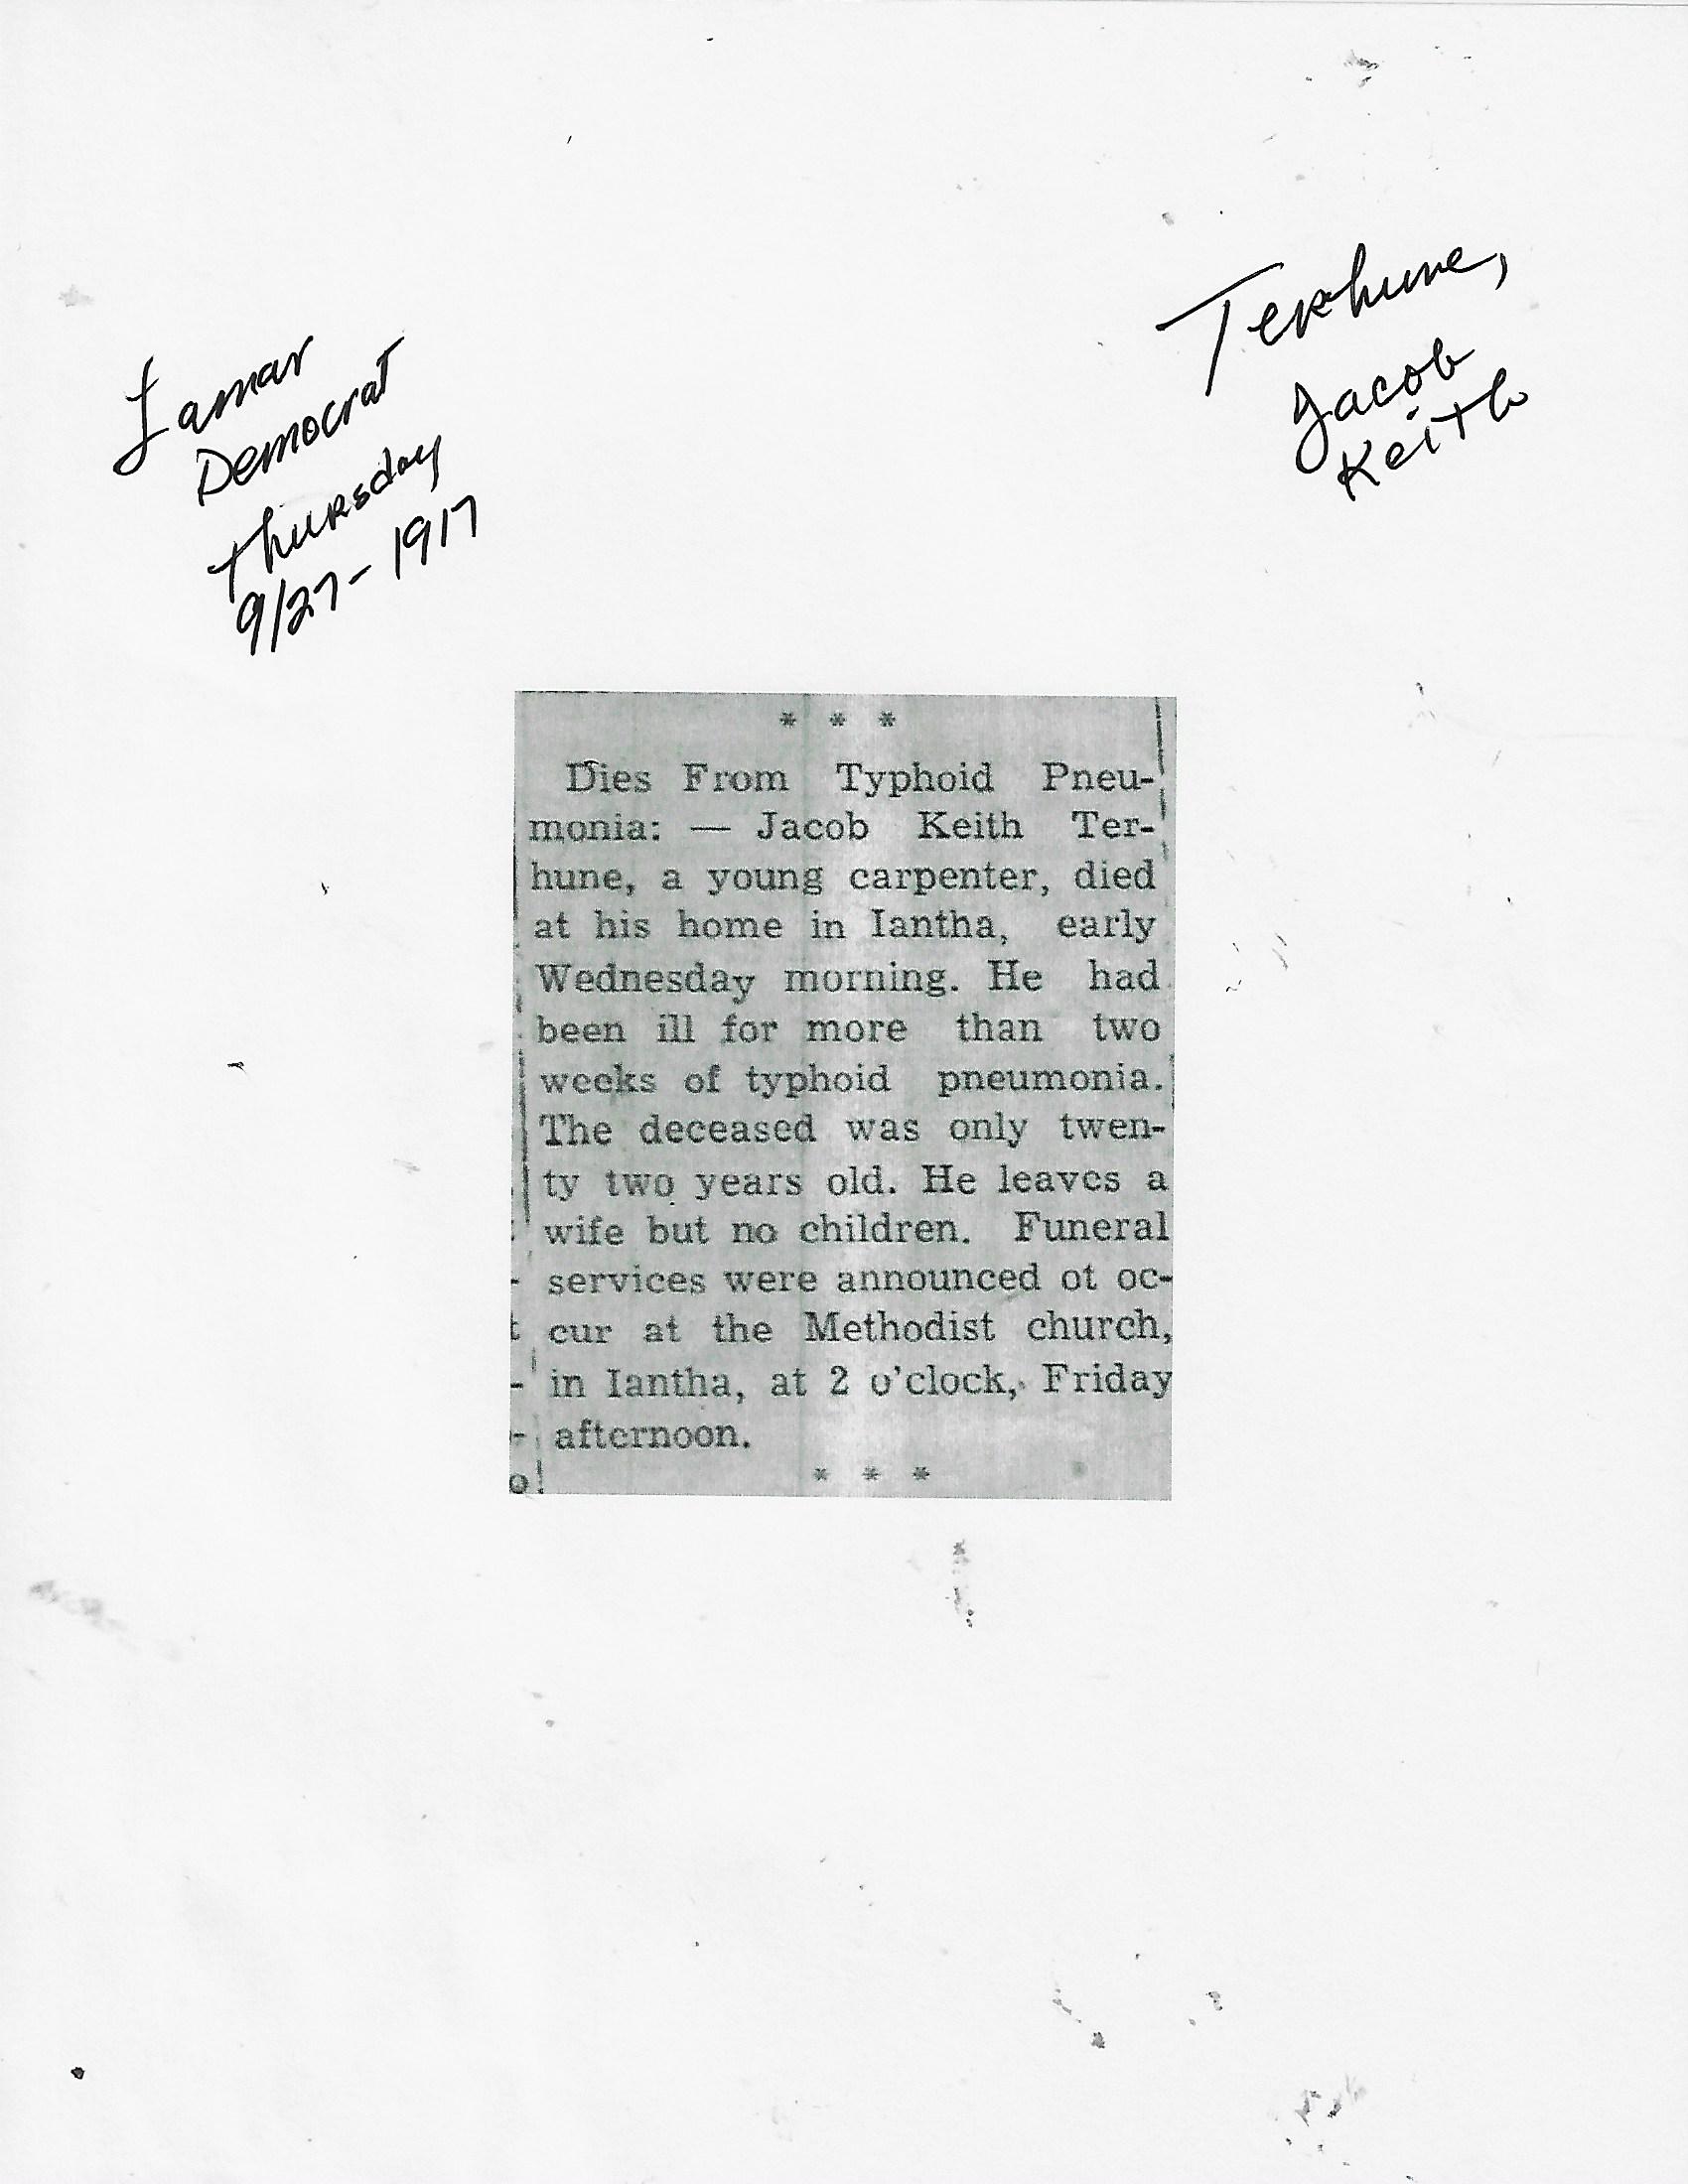 Lamar
Democrat
Thursday
9/27-1917
Terhune,
Jacob
Keith
* * *
Dies From Typhoid Pneu-
monia: — Jacob Keith Ter-
hune, a young carpenter, died
at his home in Iantha, early
Wednesday morning. He had
been ill for more than two
weeks of typhoid pneumonia.
The deceased was only twen-
ty two years old. He leaves a
wife but no children. Funeral
services were announced ot oc-
cur at the Methodist church,
in Iantha, at 2 o'clock, Friday
afternoon.
* * *